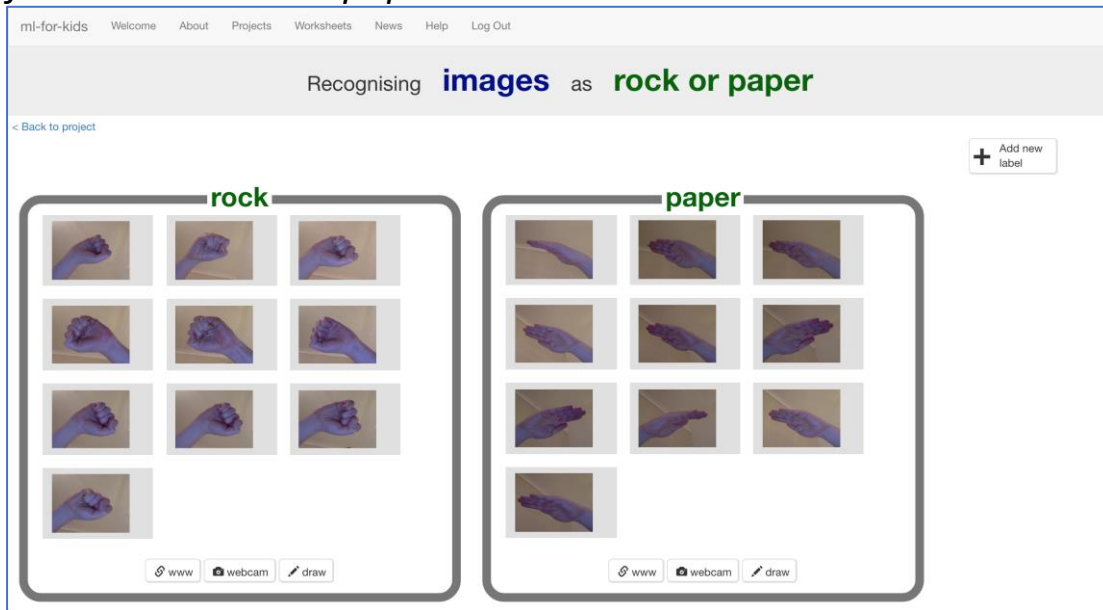 ml-for-kids Welcome About Projects Worksheets News Help Log Out
Recognising images as rock or paper
< Back to project
Add new
label
rock
paper
www webcam draw
www webcam draw